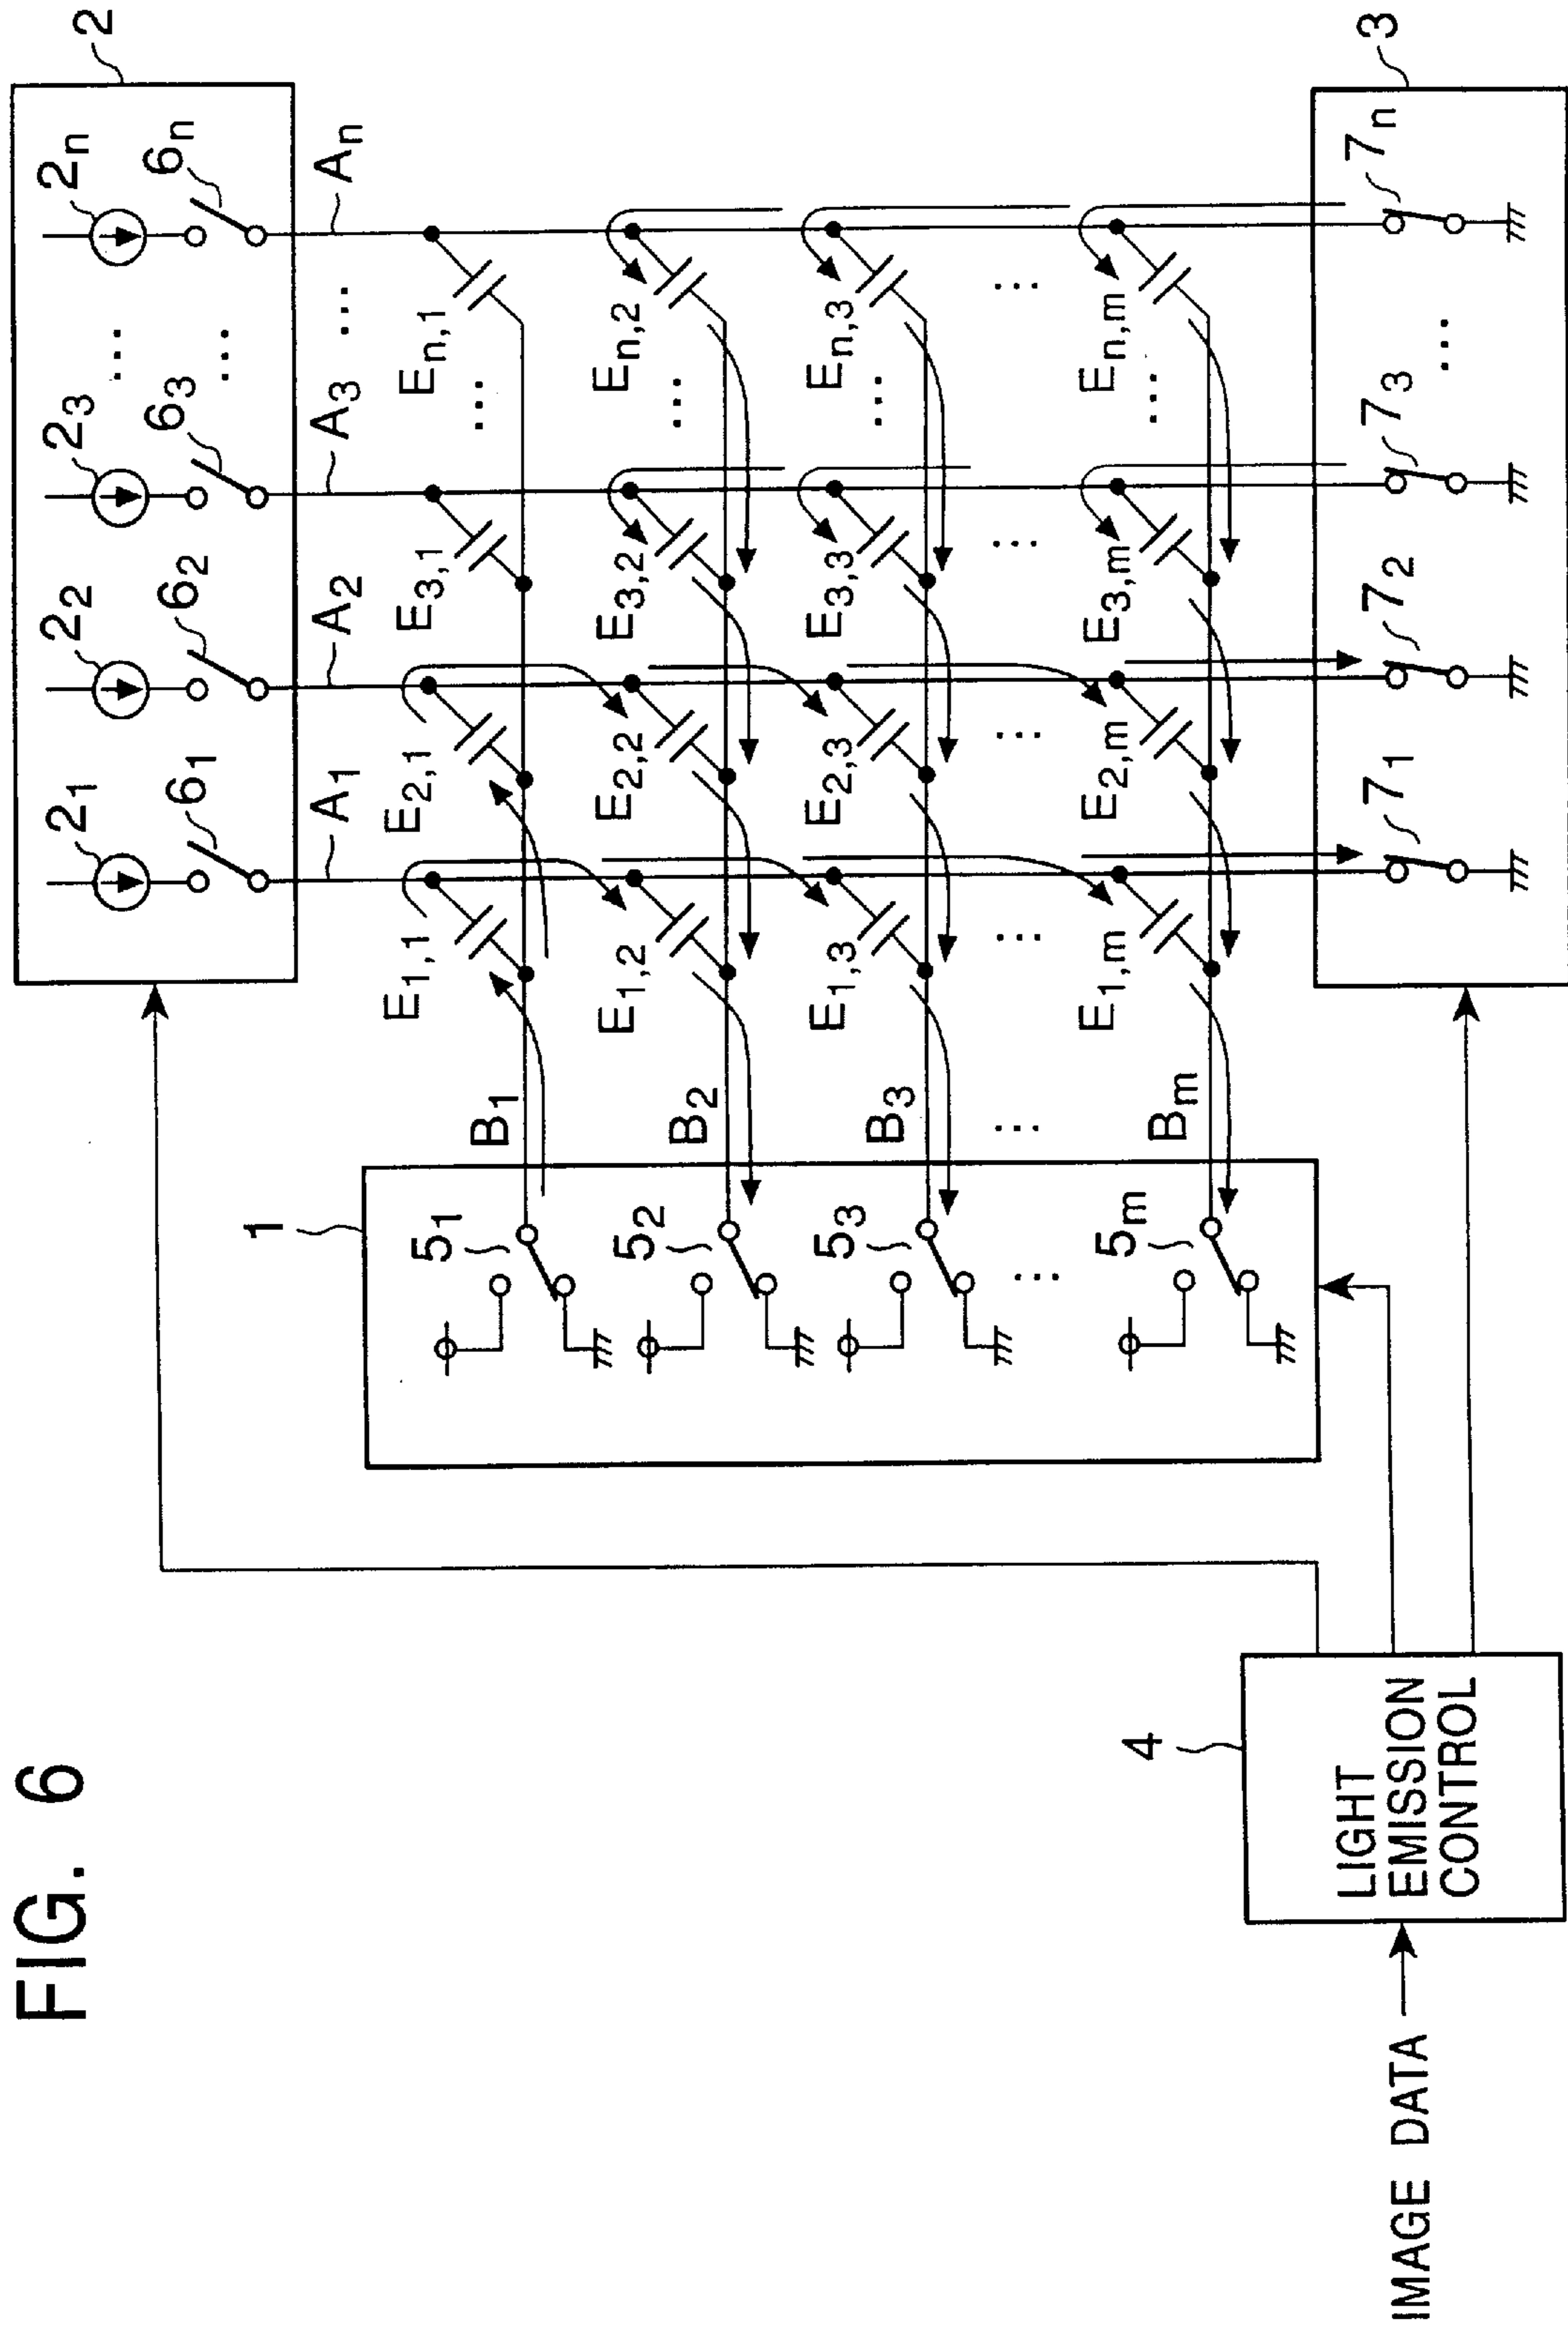 FIG. 6
2
2₁ 2₂ 2₃ ... 2ₙ
6₁ 6₂ 6₃ ... 6ₙ
A₁ A₂ A₃ ... Aₙ
1
5₁ B₁ E₁,₁ E₂,₁ E₃,₁ ... Eₙ,₁
5₂ B₂ E₁,₂ E₂,₂ E₃,₂ ... Eₙ,₂
5₃ B₃ E₁,₃ E₂,₃ E₃,₃ ... Eₙ,₃
... ... ... ... ... ...
5ₘ Bₘ E₁,ₘ E₂,ₘ E₃,ₘ ... Eₙ,ₘ
7₁ 7₂ 7₃ ... 7ₙ
3
4
LIGHT
EMISSION
CONTROL
IMAGE DATA